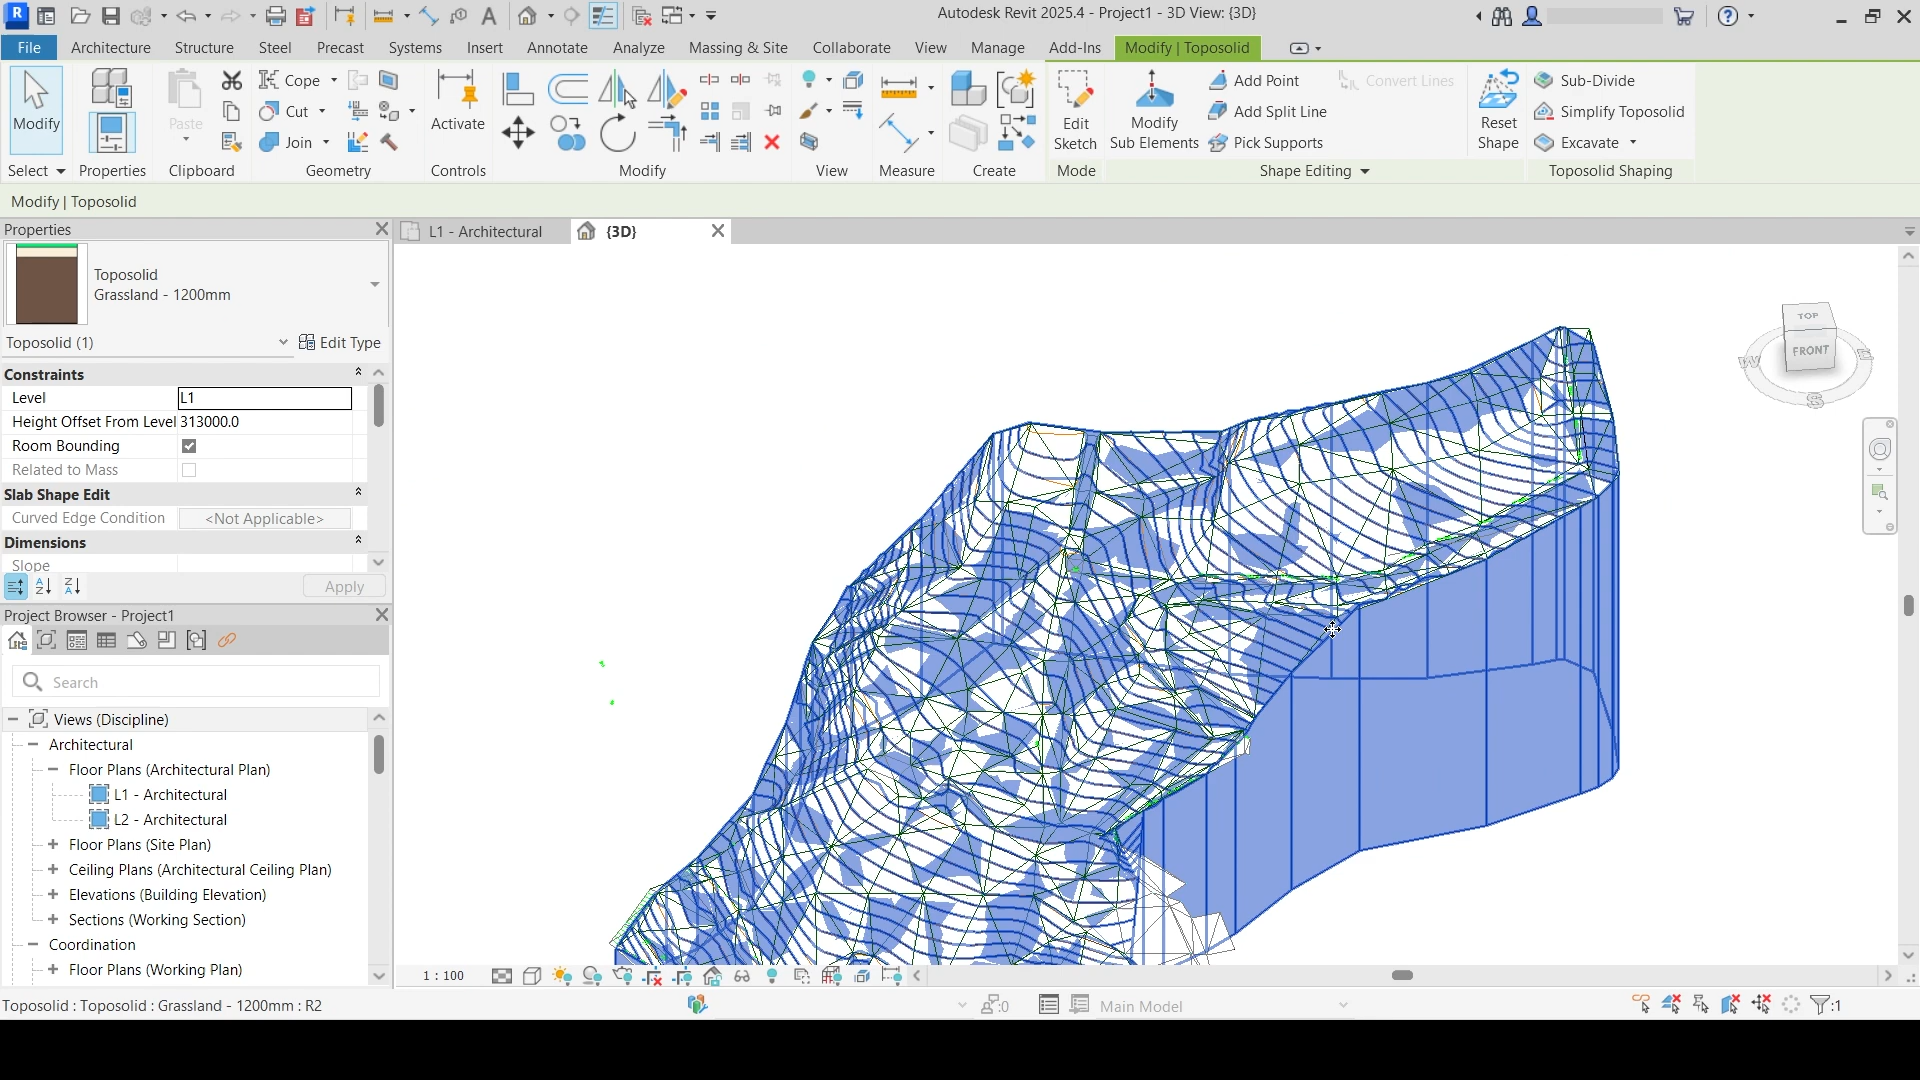 Autodesk Revit 2025.4 - Project1 - 3D View: {3D}
File Architecture Structure Steel Precast Systems Insert Annotate Analyze Massing & Site Collaborate View Manage Add-Ins Modify | Toposolid
Modify
Paste
Cope
Cut
Join
Activate
Edit Sketch
Modify Sub Elements
Add Point
Add Split Line
Pick Supports
Convert Lines
Reset Shape
Sub-Divide
Simplify Toposolid
Excavate
Select Properties Clipboard Geometry Controls Modify View Measure Create Mode Shape Editing Toposolid Shaping
Modify | Toposolid
Properties
L1 - Architectural
{3D}
Toposolid
Grassland - 1200mm
Toposolid (1)
Edit Type
Constraints
Level L1
Height Offset From Level 313000.0
Room Bounding
Related to Mass
Slab Shape Edit
Curved Edge Condition <Not Applicable>
Dimensions
Slope
Apply
Project Browser - Project1
Search
Views (Discipline)
Architectural
Floor Plans (Architectural Plan)
L1 - Architectural
L2 - Architectural
Floor Plans (Site Plan)
Ceiling Plans (Architectural Ceiling Plan)
Elevations (Building Elevation)
Sections (Working Section)
Coordination
Floor Plans (Working Plan)
TOP
FRONT
W
E
S
1 : 100
Toposolid : Toposolid : Grassland - 1200mm : R2
:0
Main Model
:1